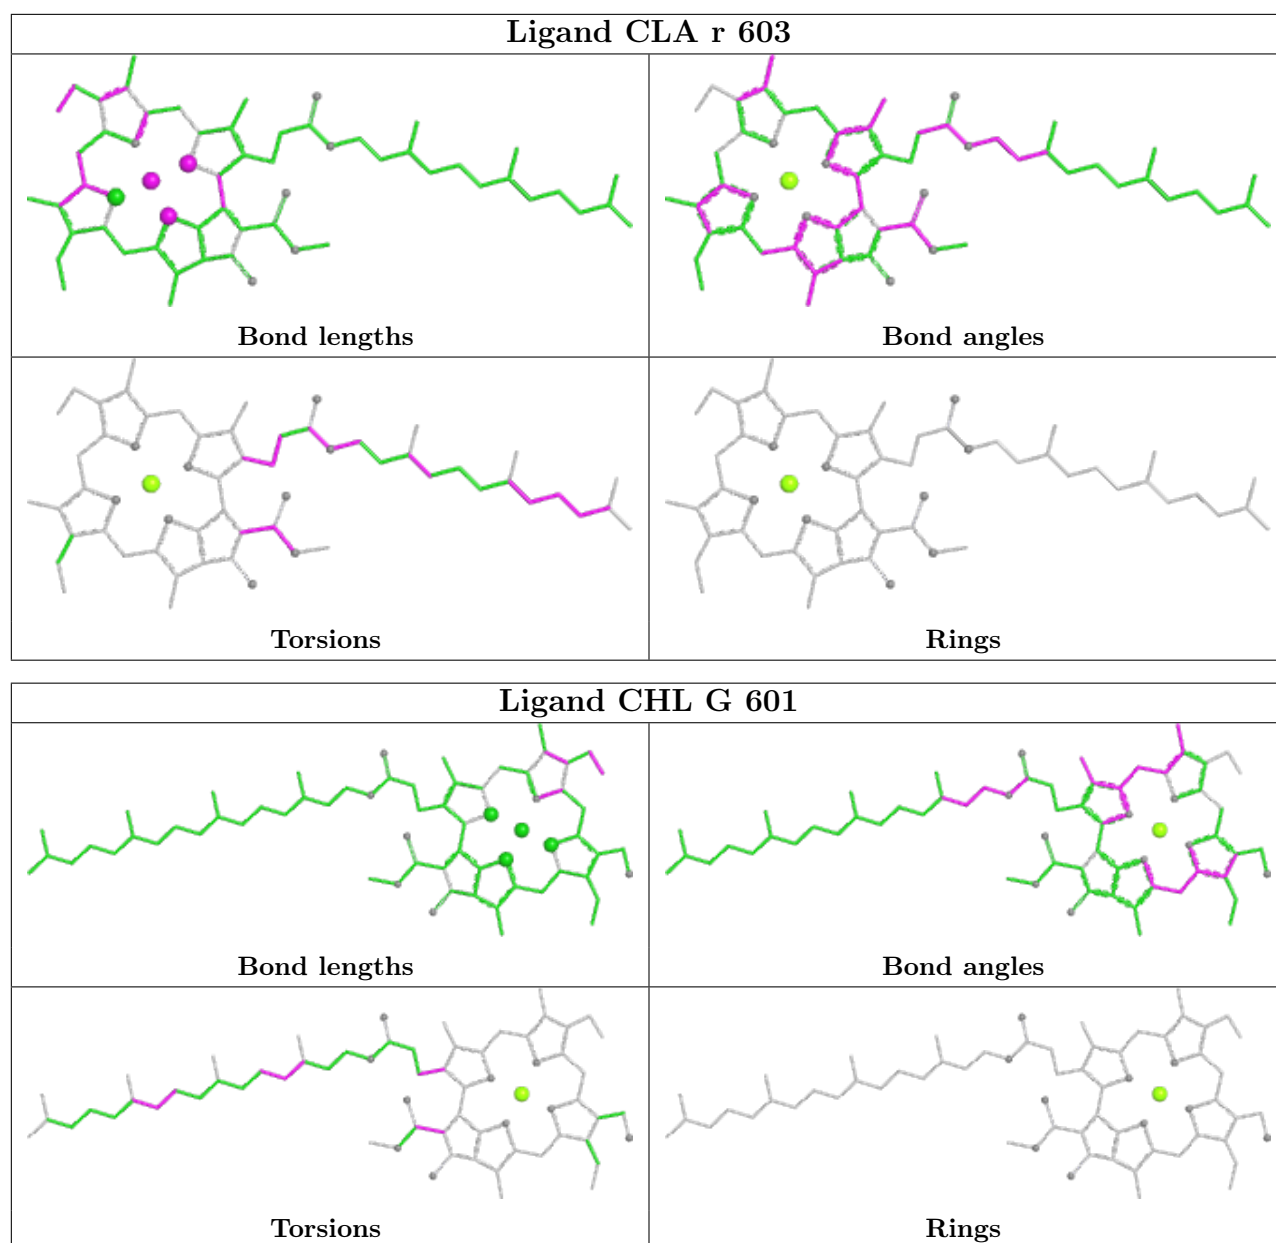 Ligand CLA r 603
Bond lengths
Bond angles
Torsions
Rings
Ligand CHL G 601
Bond lengths
Bond angles
Torsions
Rings